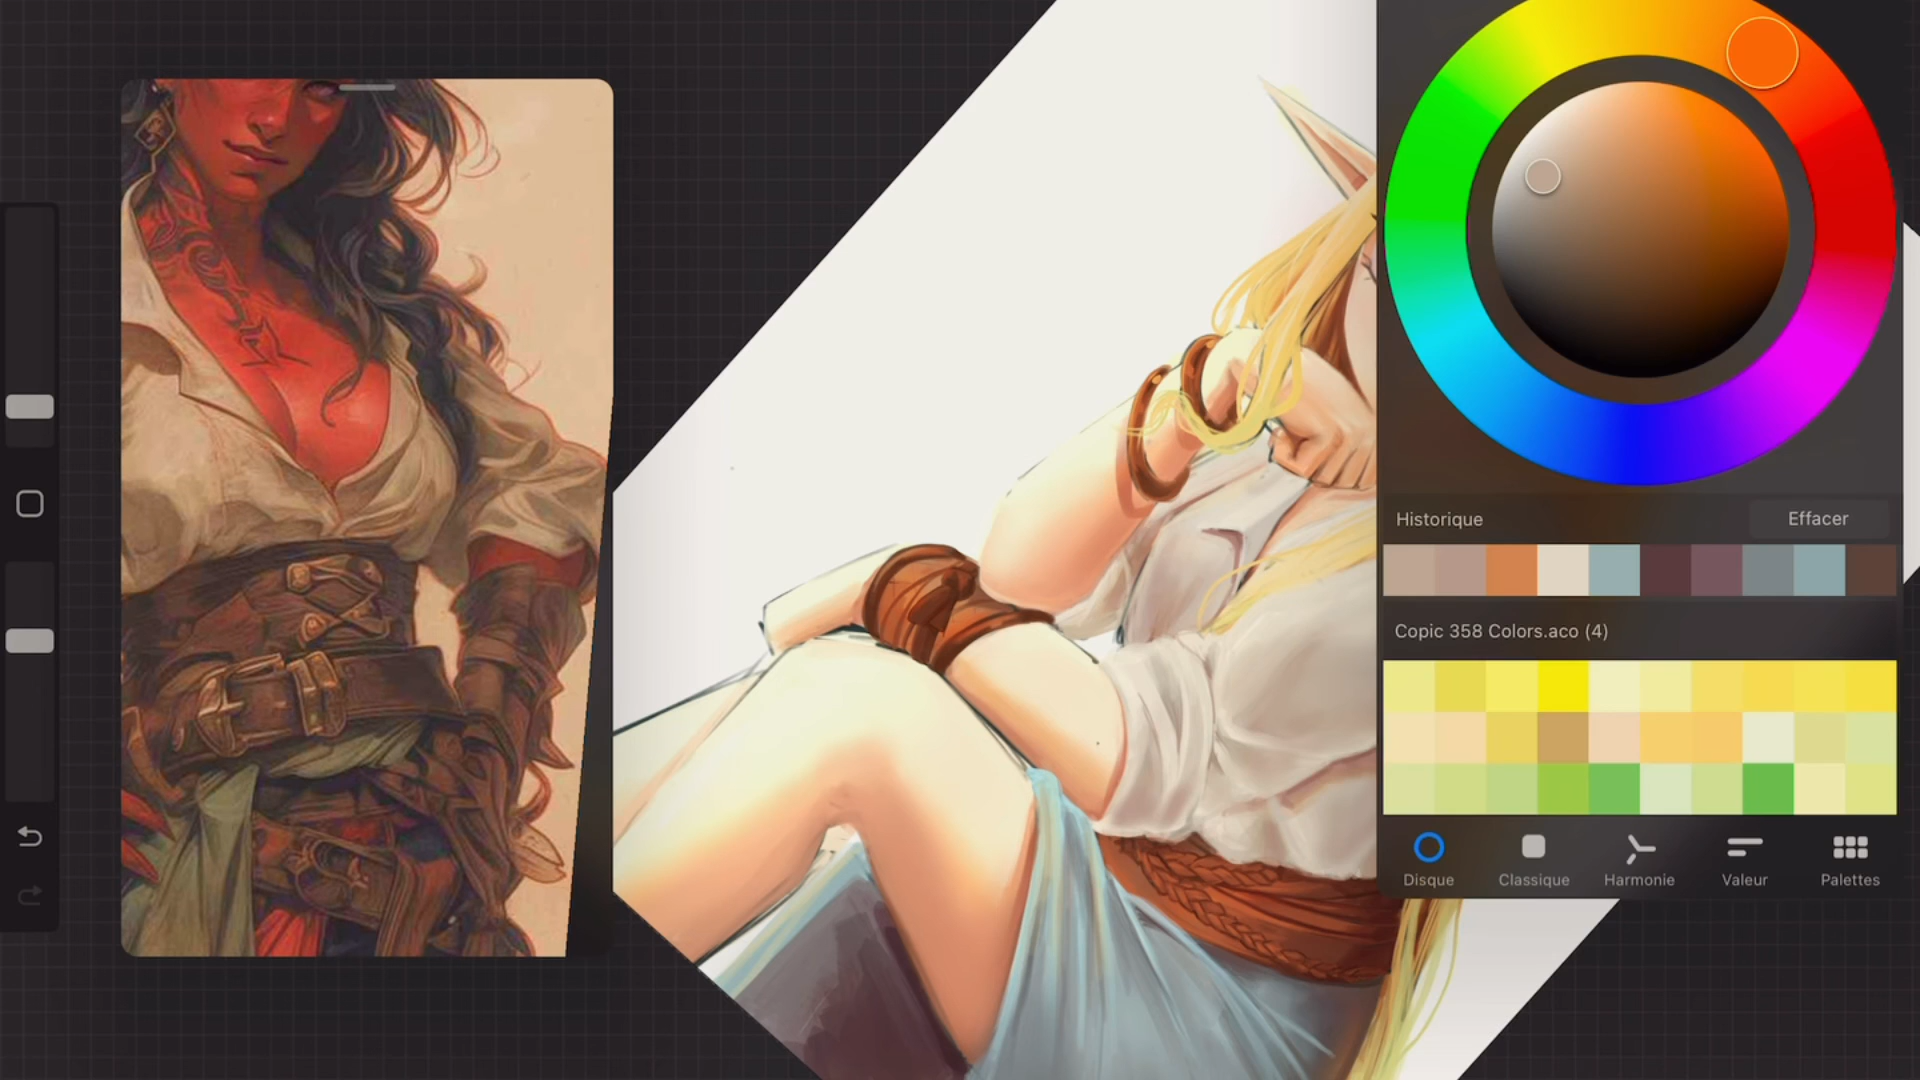 Historique
Effacer
Copic 358 Colors.aco (4)
Disque
Classique
Harmonie
Valeur
Palettes